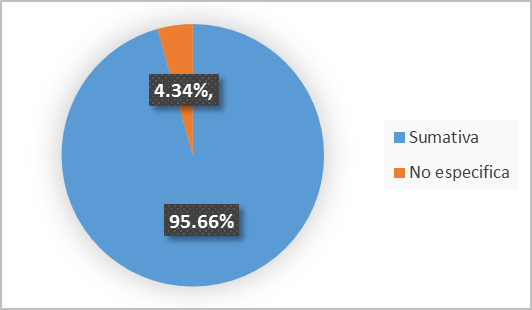 4.34%,
95.66%
Sumativa
No especifica